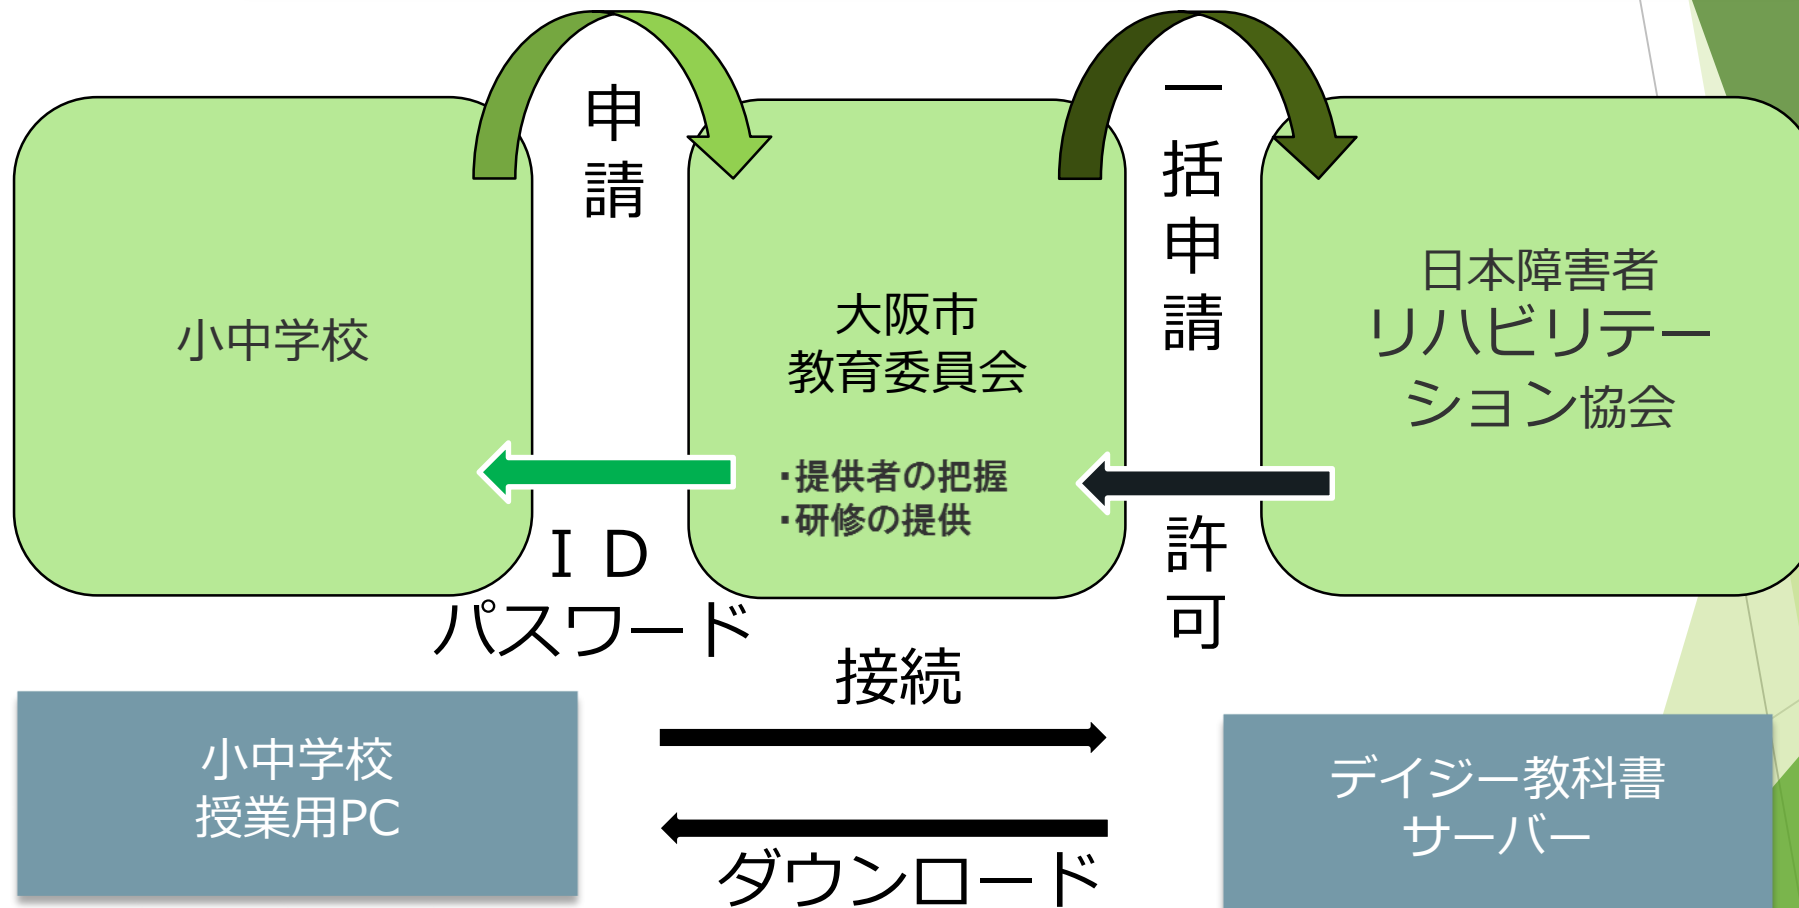 申請
一括申請
小中学校
大阪市
教育委員会
・提供者の把握
・研修の提供
日本障害者
リハビリテー
ション協会
ＩＤ
パスワード
許可
接続
小中学校
授業用PC
デイジー教科書
サーバー
ダウンロード